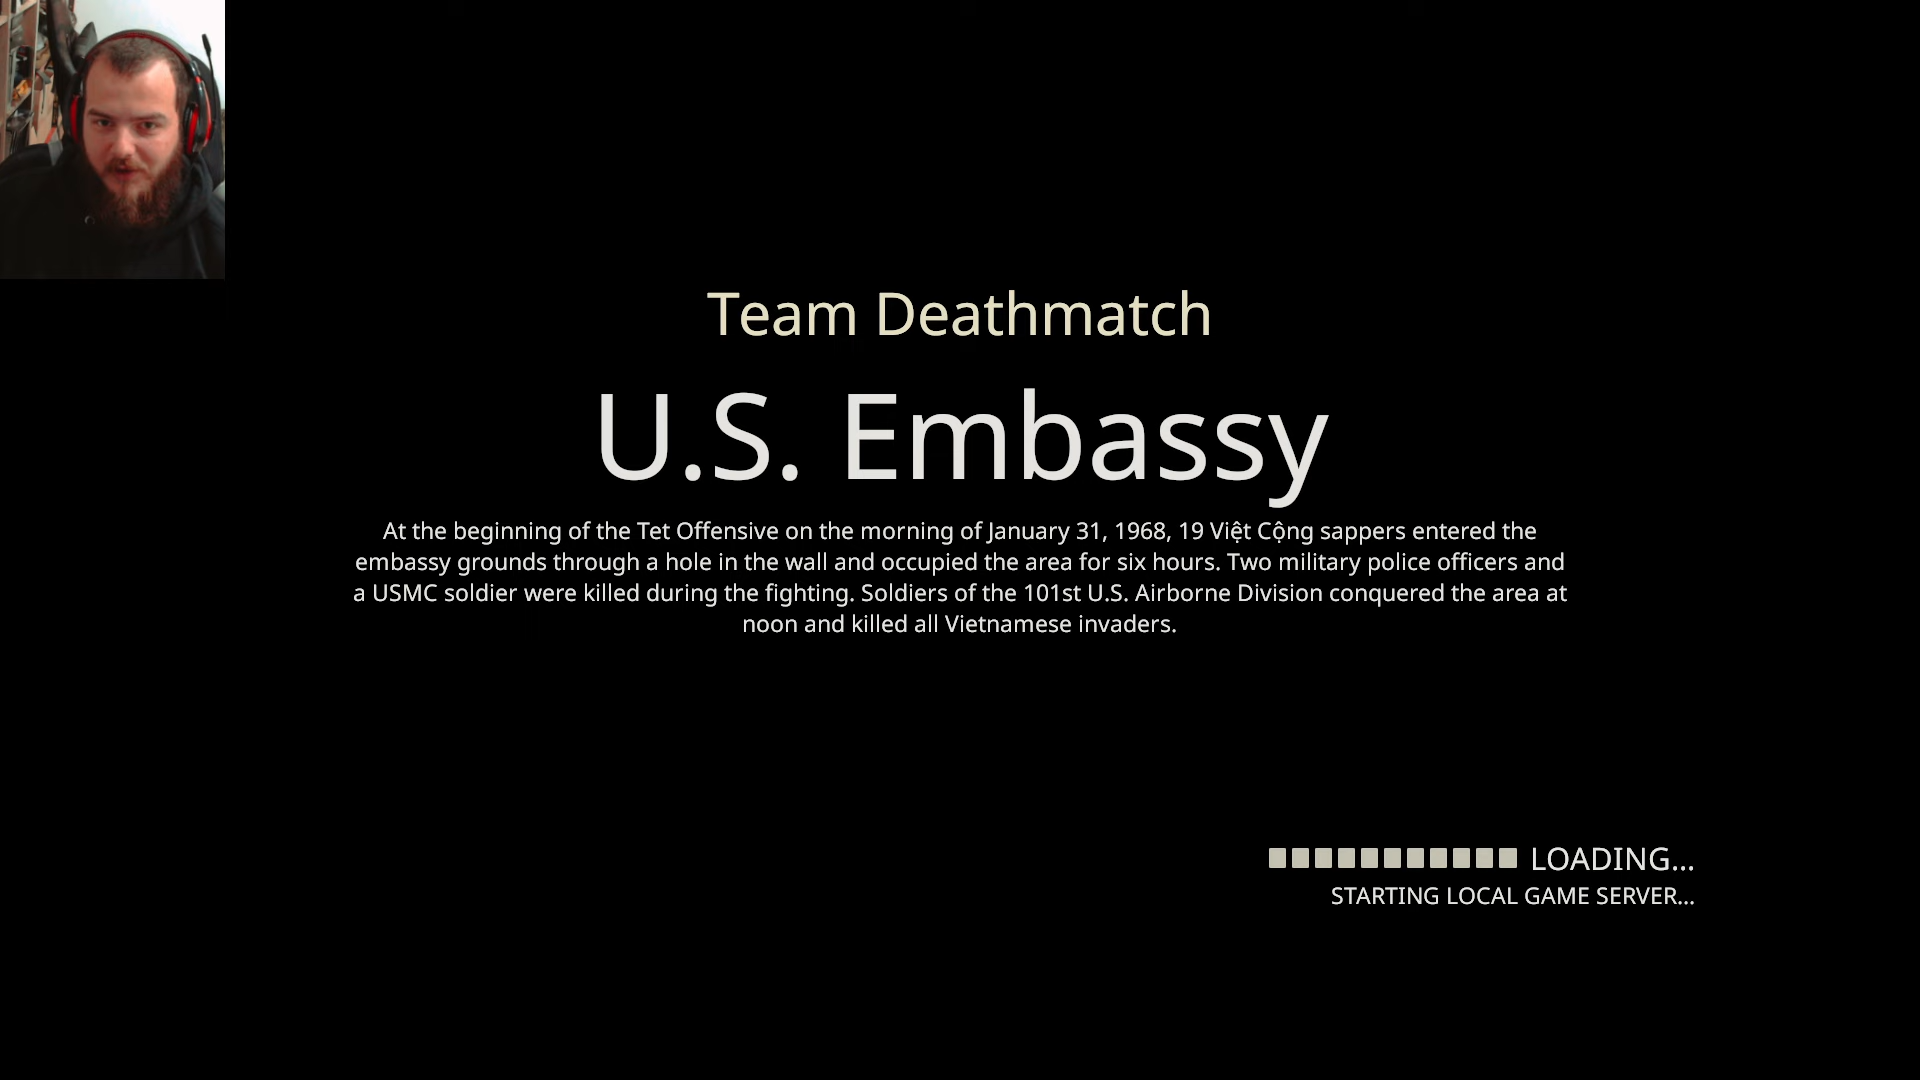 Team Deathmatch
U.S. Embassy
At the beginning of the Tet Offensive on the morning of January 31, 1968, 19 Việt Cộng sappers entered the
embassy grounds through a hole in the wall and occupied the area for six hours. Two military police officers and
a USMC soldier were killed during the fighting. Soldiers of the 101st U.S. Airborne Division conquered the area at
noon and killed all Vietnamese invaders.
LOADING...
STARTING LOCAL GAME SERVER...